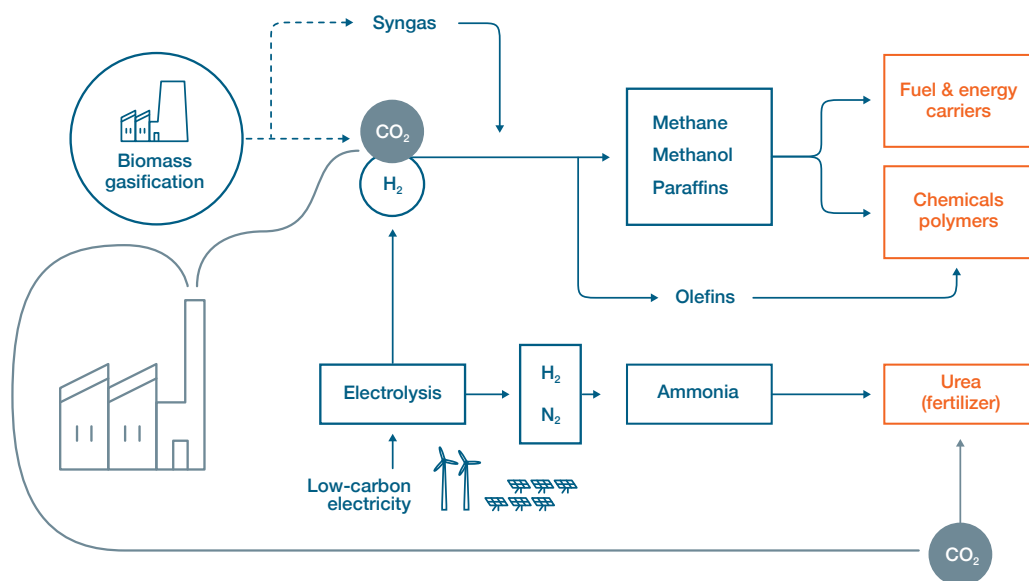 Syngas
Biomass
gasification
CO₂
H₂
Methane
Methanol
Paraffins
Fuel & energy
carriers
Chemicals
polymers
Olefins
Electrolysis
H₂
N₂
Ammonia
Urea
(fertilizer)
Low-carbon
electricity
CO₂